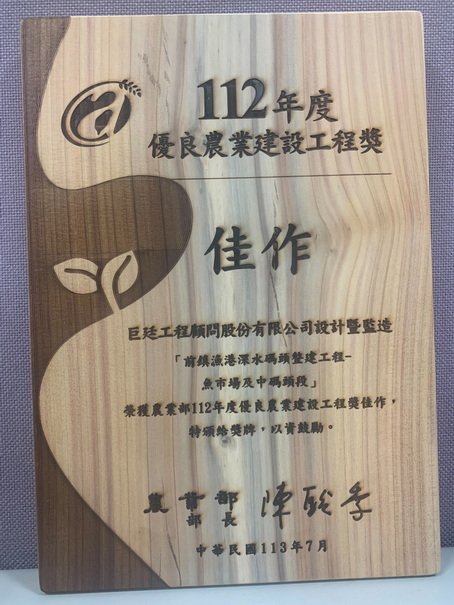 112年度
優良農業建設工程獎
佳作
巨廷工程顧問股份有限公司設計暨監造
「前鎮漁港深水碼頭整建工程-
魚市場及中碼頭段」
榮獲農業部112年度優良農業建設工程獎佳作，
特頒給獎牌，以資鼓勵。
農業部
部長 陳駿季
中華民國113年7月